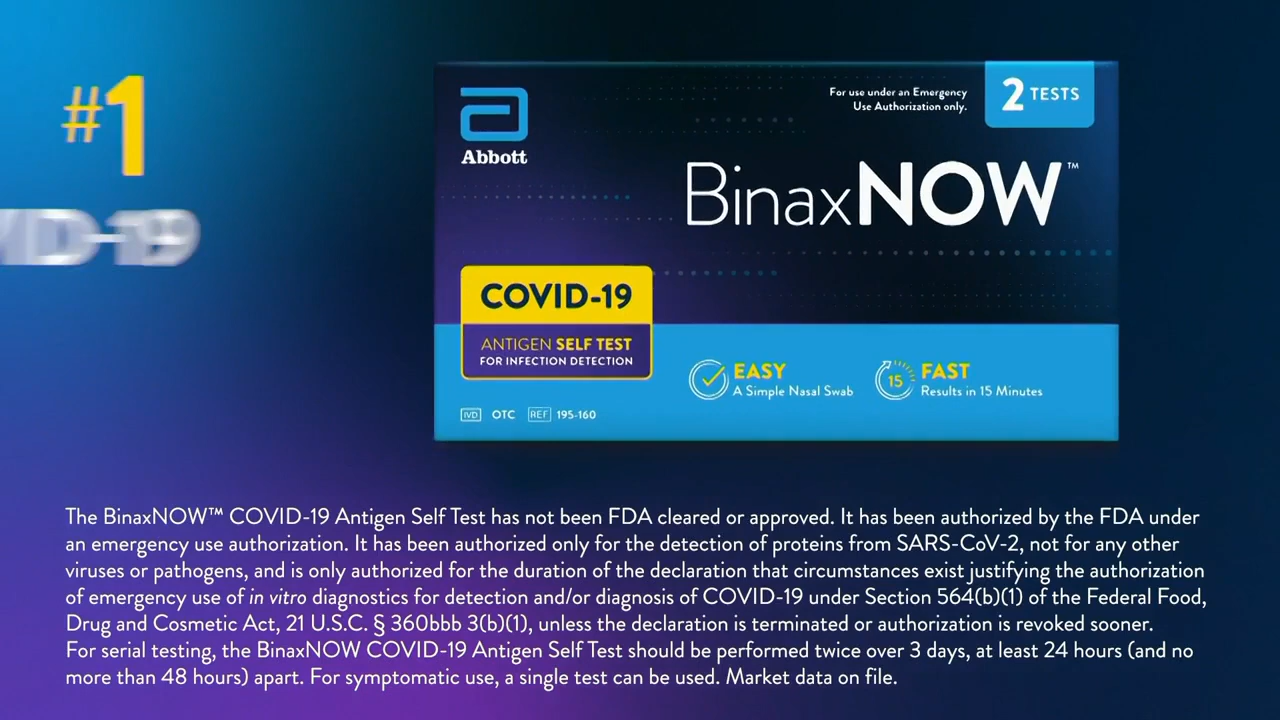 #1
VID-19
Abbott
For use under an Emergency
Use Authorization only.
2 TESTS
BinaxNOW™
COVID-19
ANTIGEN SELF TEST
FOR INFECTION DETECTION
EASY
A Simple Nasal Swab
15
FAST
Results in 15 Minutes
IVD OTC REF 195-160
The BinaxNOW™ COVID-19 Antigen Self Test has not been FDA cleared or approved. It has been authorized by the FDA under
an emergency use authorization. It has been authorized only for the detection of proteins from SARS-CoV-2, not for any other
viruses or pathogens, and is only authorized for the duration of the declaration that circumstances exist justifying the authorization
of emergency use of in vitro diagnostics for detection and/or diagnosis of COVID-19 under Section 564(b)(1) of the Federal Food,
Drug and Cosmetic Act, 21 U.S.C. § 360bbb 3(b)(1), unless the declaration is terminated or authorization is revoked sooner.
For serial testing, the BinaxNOW COVID-19 Antigen Self Test should be performed twice over 3 days, at least 24 hours (and no
more than 48 hours) apart. For symptomatic use, a single test can be used. Market data on file.